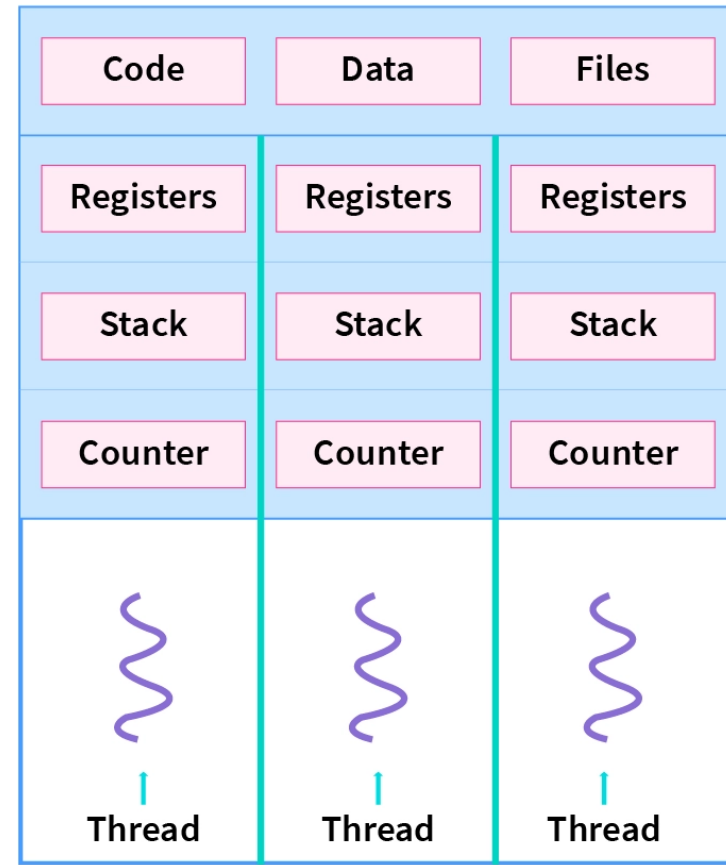 Code Data Files
Registers Registers Registers
Stack Stack Stack
Counter Counter Counter
Thread Thread Thread